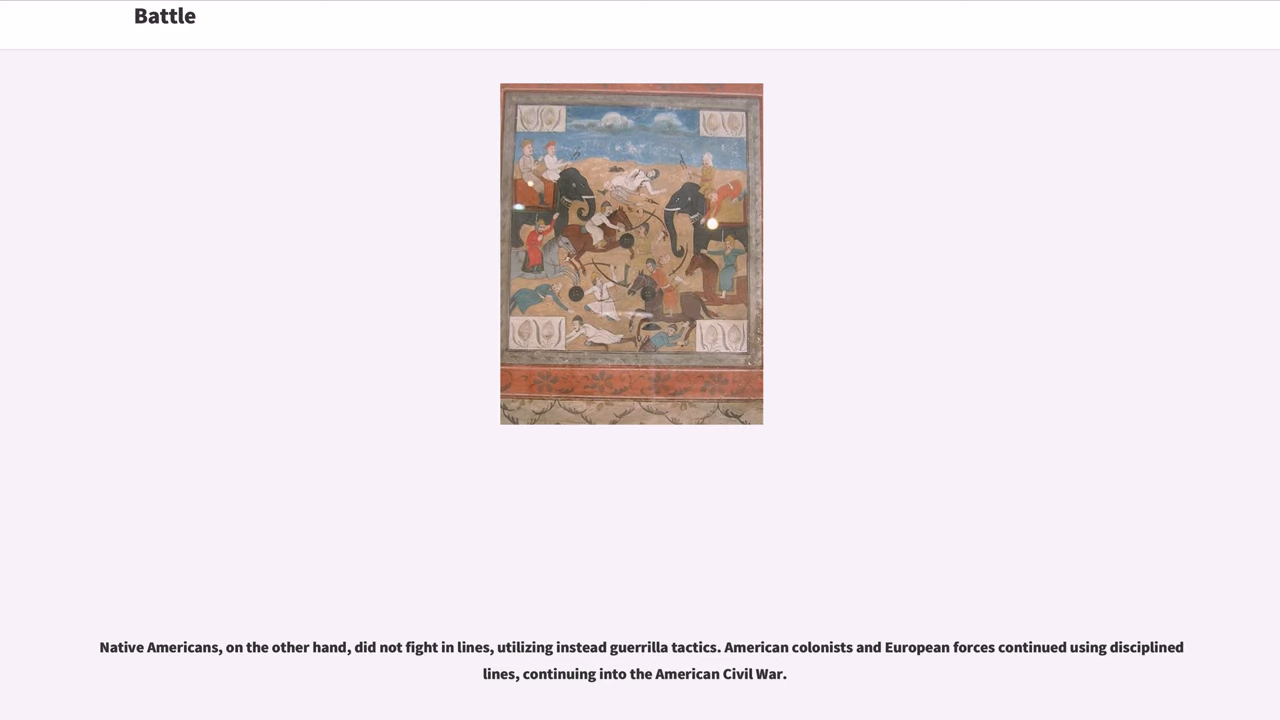 Battle
Native Americans, on the other hand, did not fight in lines, utilizing instead guerrilla tactics. American colonists and European forces continued using disciplined
lines, continuing into the American Civil War.